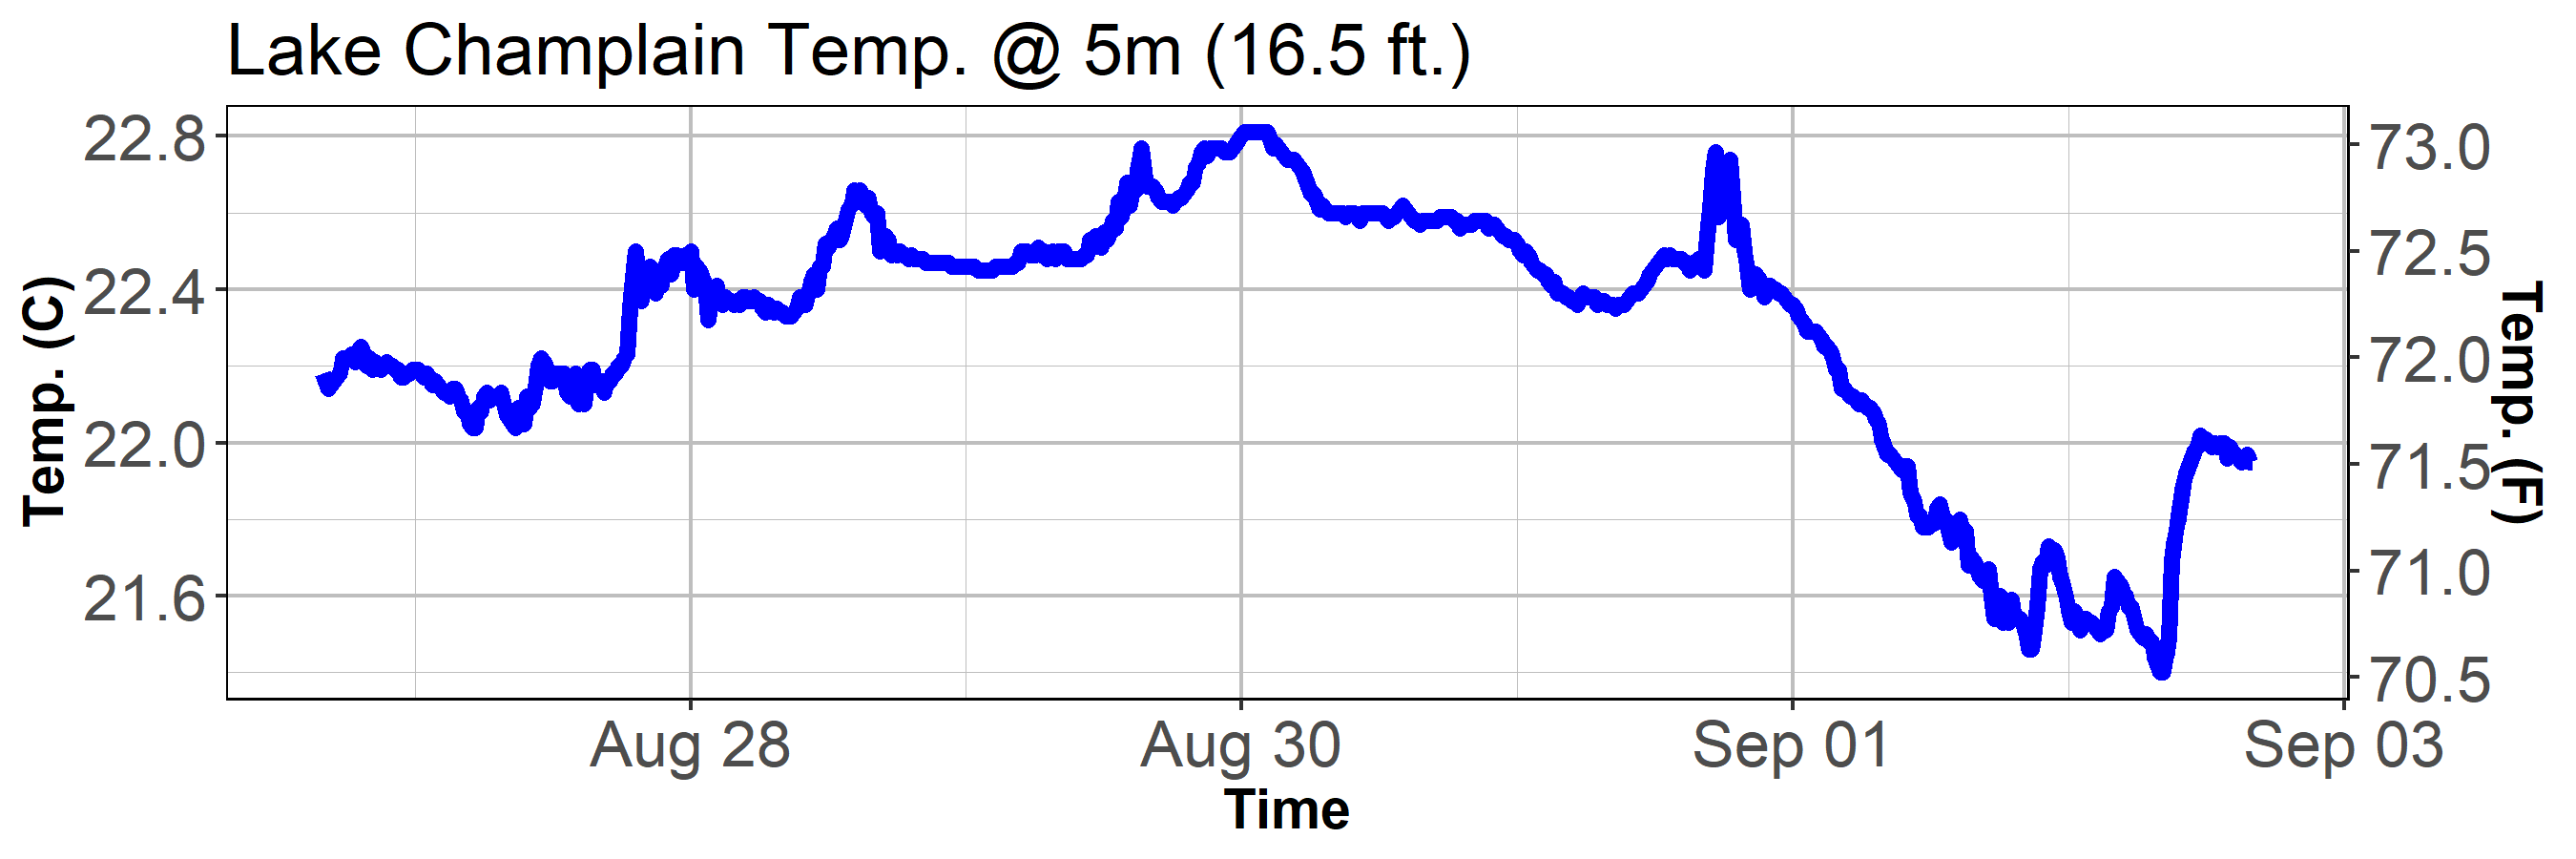 Lake Champlain Temp. @ 5m (16.5 ft.)
Temp. (C)
22.8
22.4
22.0
21.6
73.0
72.5
72.0
71.5
71.0
70.5
Temp. (F)
Aug 28 Aug 30 Sep 01 Sep 03
Time